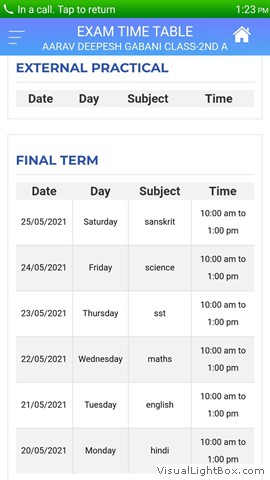 In a call. Tap to return 1:23 PM
EXAM TIME TABLE
AARAV DEEPESH GABANI CLASS-2ND A
EXTERNAL PRACTICAL
Date Day Subject Time
FINAL TERM
Date Day Subject Time
25/05/2021 Saturday sanskrit 10:00 am to
1:00 pm
24/05/2021 Friday science 10:00 am to
1:00 pm
23/05/2021 Thursday sst 10:00 am to
1:00 pm
22/05/2021 Wednesday maths 10:00 am to
1:00 pm
21/05/2021 Tuesday english 10:00 am to
1:00 pm
20/05/2021 Monday hindi 10:00 am to
1:00 pm
VisualLightBox.com